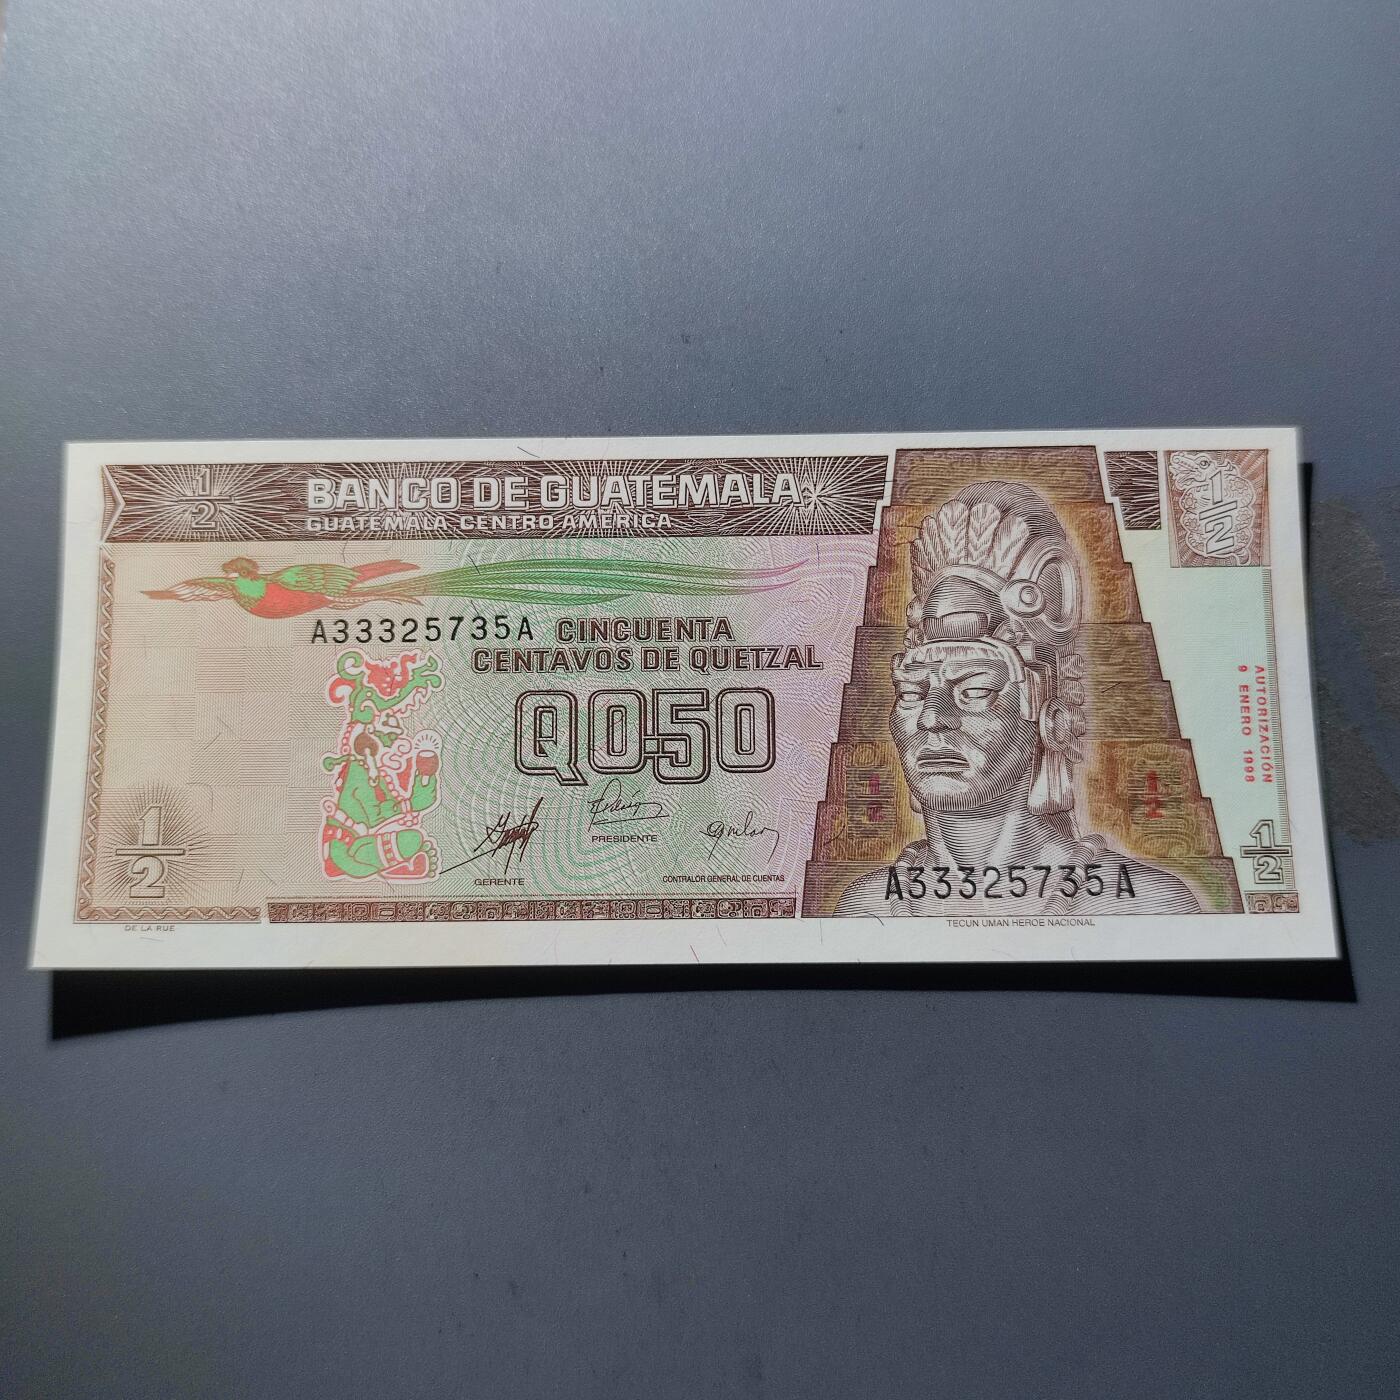 1/2
BANCO DE GUATEMALA
GUATEMALA, CENTRO AMERICA
1/2
A33325735A CINCUENTA
CENTAVOS DE QUETZAL
Q0.50
AUTORIZACIÓN
9 ENERO 1998
1/2
GERENTE
PRESIDENTE
CONTRALOR GENERAL DE CUENTAS
A33325735A
1/2
DE LA RUE
TECUN UMAN HEROE NACIONAL